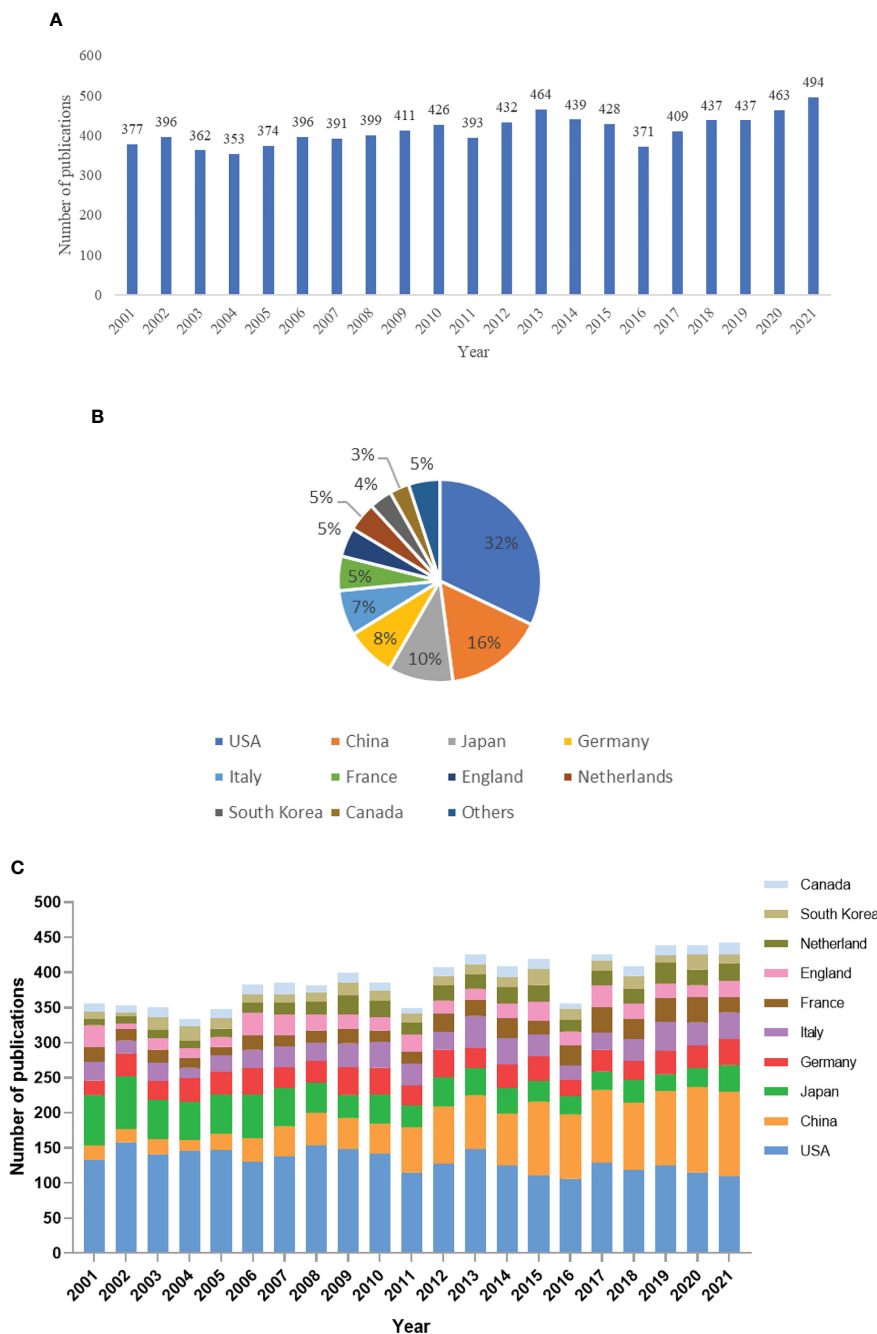 A
600
500
400
300
200
100
0
Number of publications
377 396 362 353 374 396 391 399 411 426 393 432 464 439 428 371 409 437 437 463 494
2001 2002 2003 2004 2005 2006 2007 2008 2009 2010 2011 2012 2013 2014 2015 2016 2017 2018 2019 2020 2021
Year
B
3% 5%
4%
5%
5%
32%
5%
7%
8%
10%
16%
USA China Japan Germany
Italy France England Netherlands
South Korea Canada Others
C
500
450
400
350
300
250
200
150
100
50
0
Number of publications
2001 2002 2003 2004 2005 2006 2007 2008 2009 2010 2011 2012 2013 2014 2015 2016 2017 2018 2019 2020 2021
Year
Canada
South Korea
Netherland
England
France
Italy
Germany
Japan
China
USA